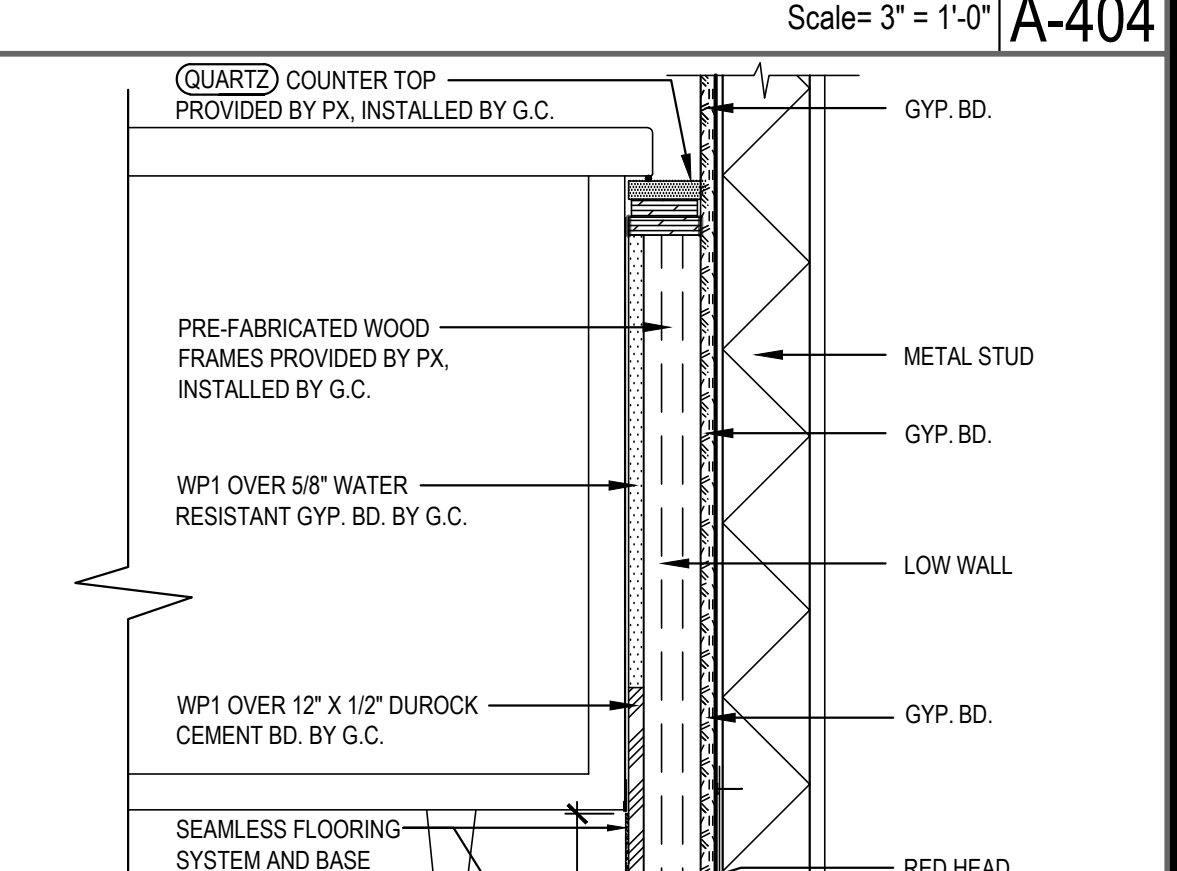 Scale= 3" = 1'-0"
A-404
QUARTZ COUNTER TOP
PROVIDED BY PX, INSTALLED BY G.C.
GYP. BD.
PRE-FABRICATED WOOD
FRAMES PROVIDED BY PX,
INSTALLED BY G.C.
METAL STUD
GYP. BD.
WP1 OVER 5/8" WATER
RESISTANT GYP. BD. BY G.C.
LOW WALL
WP1 OVER 12" X 1/2" DUROCK
CEMENT BD. BY G.C.
GYP. BD.
SEAMLESS FLOORING
SYSTEM AND BASE
RED HEAD